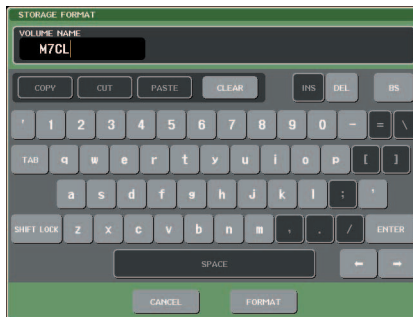 STORAGE FORMAT
VOLUME NAME
M7CL
COPY CUT PASTE CLEAR INS DEL BS
' 1 2 3 4 5 6 7 8 9 0 - = \
TAB q w e r t y u i o p [ ]
a s d f g h j k l ; '
SHIFT LOCK z x c v b n m , . / ENTER
SPACE ← →
CANCEL FORMAT